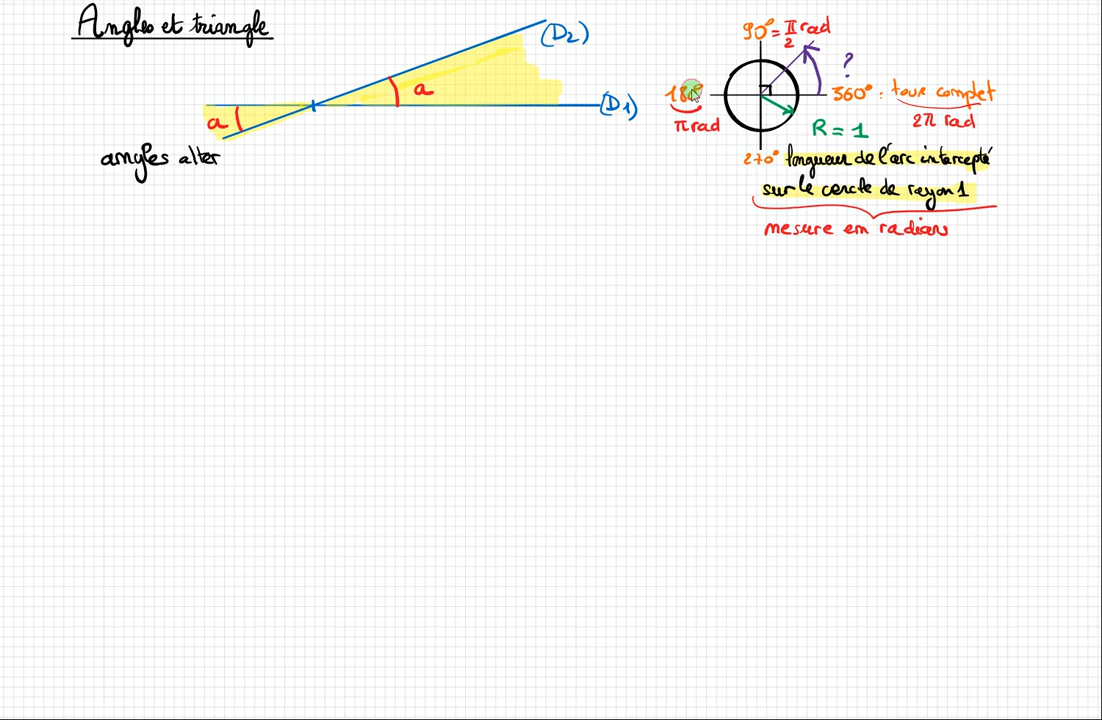 Angles et triangle
(D2)
a
(D1)
a
angles alter
90° = π/2 rad
?
180°
π rad
360° : tour complet
2π rad
R = 1
270°
longueur de l'arc intercepté
sur le cercle de rayon 1
mesure en radians